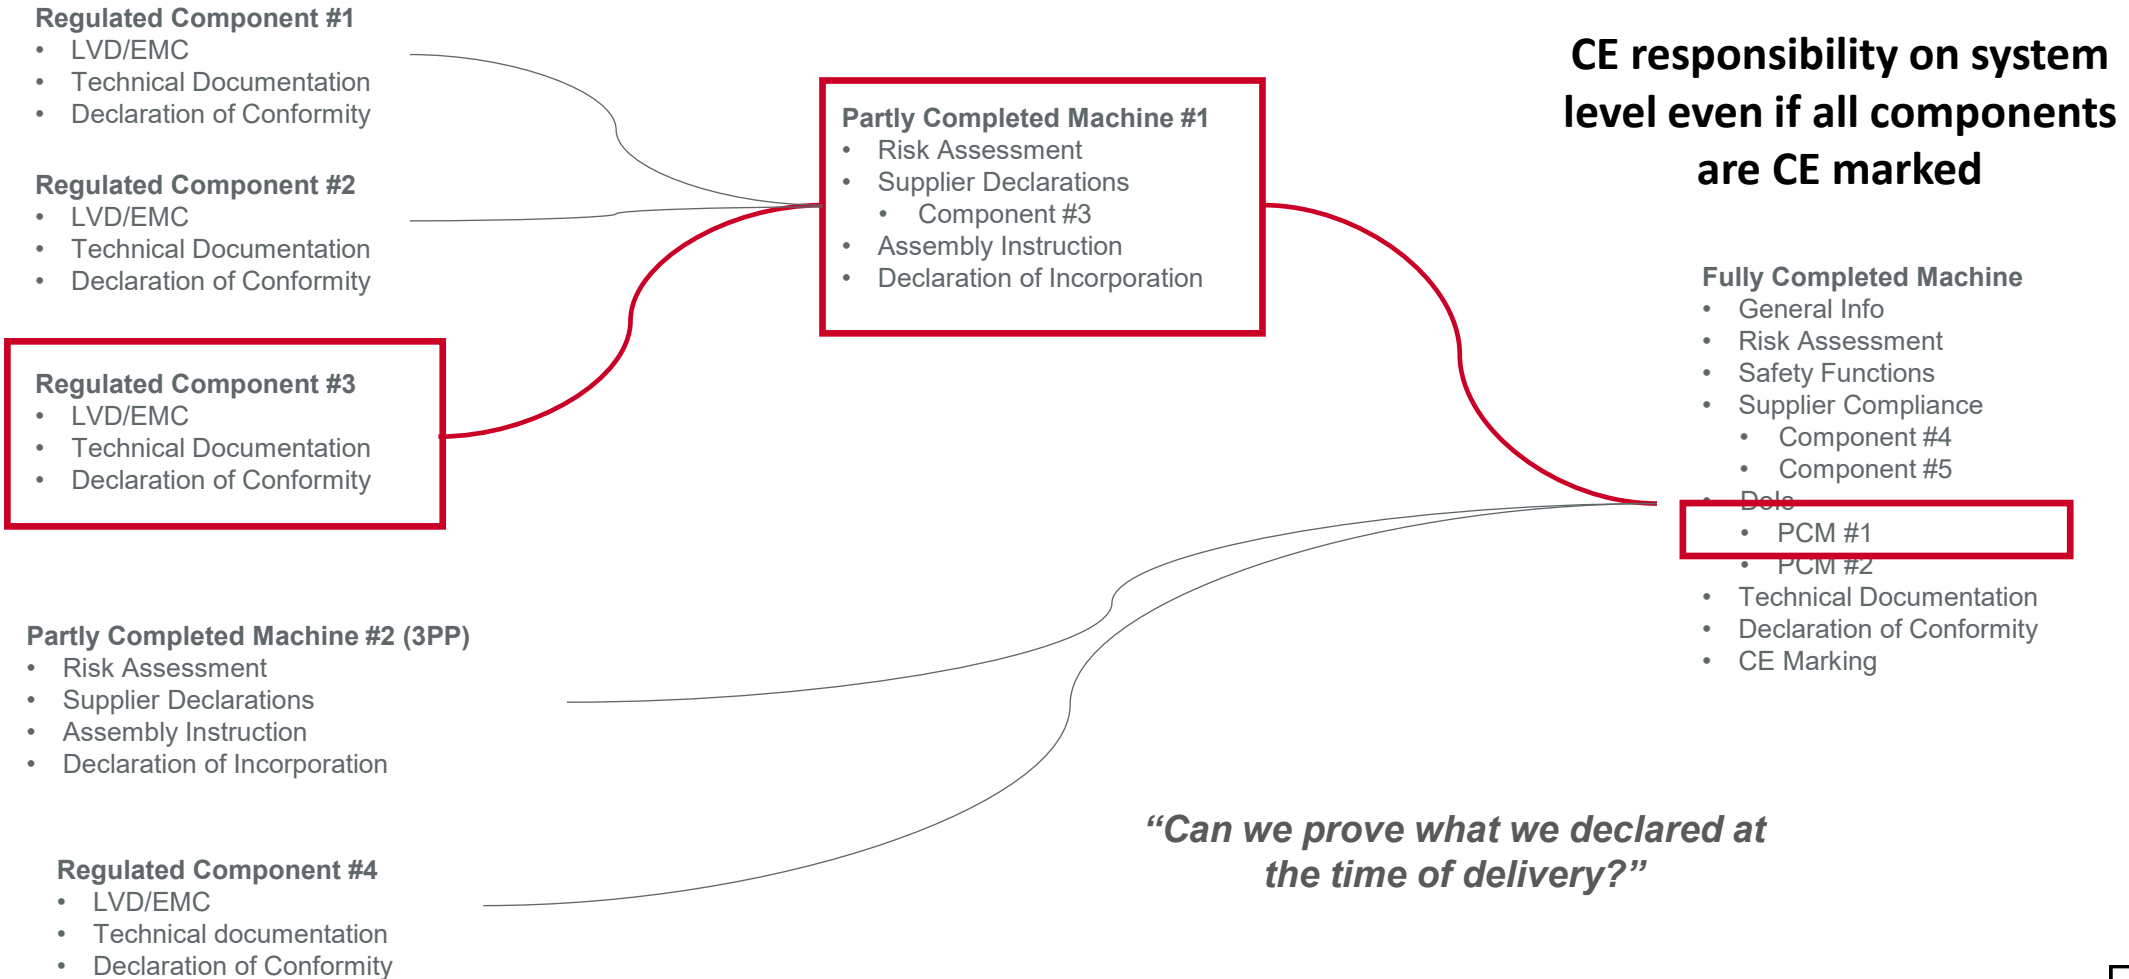 Regulated Component #1
• LVD/EMC
• Technical Documentation
• Declaration of Conformity
Regulated Component #2
• LVD/EMC
• Technical Documentation
• Declaration of Conformity
Regulated Component #3
• LVD/EMC
• Technical Documentation
• Declaration of Conformity
Partly Completed Machine #2 (3PP)
• Risk Assessment
• Supplier Declarations
• Assembly Instruction
• Declaration of Incorporation
Regulated Component #4
• LVD/EMC
• Technical documentation
• Declaration of Conformity
Partly Completed Machine #1
• Risk Assessment
• Supplier Declarations
• Component #3
• Assembly Instruction
• Declaration of Incorporation
CE responsibility on system
level even if all components
are CE marked
Fully Completed Machine
• General Info
• Risk Assessment
• Safety Functions
• Supplier Compliance
• Component #4
• Component #5
• DoIs
• PCM #1
• PCM #2
• Technical Documentation
• Declaration of Conformity
• CE Marking
“Can we prove what we declared at
the time of delivery?”